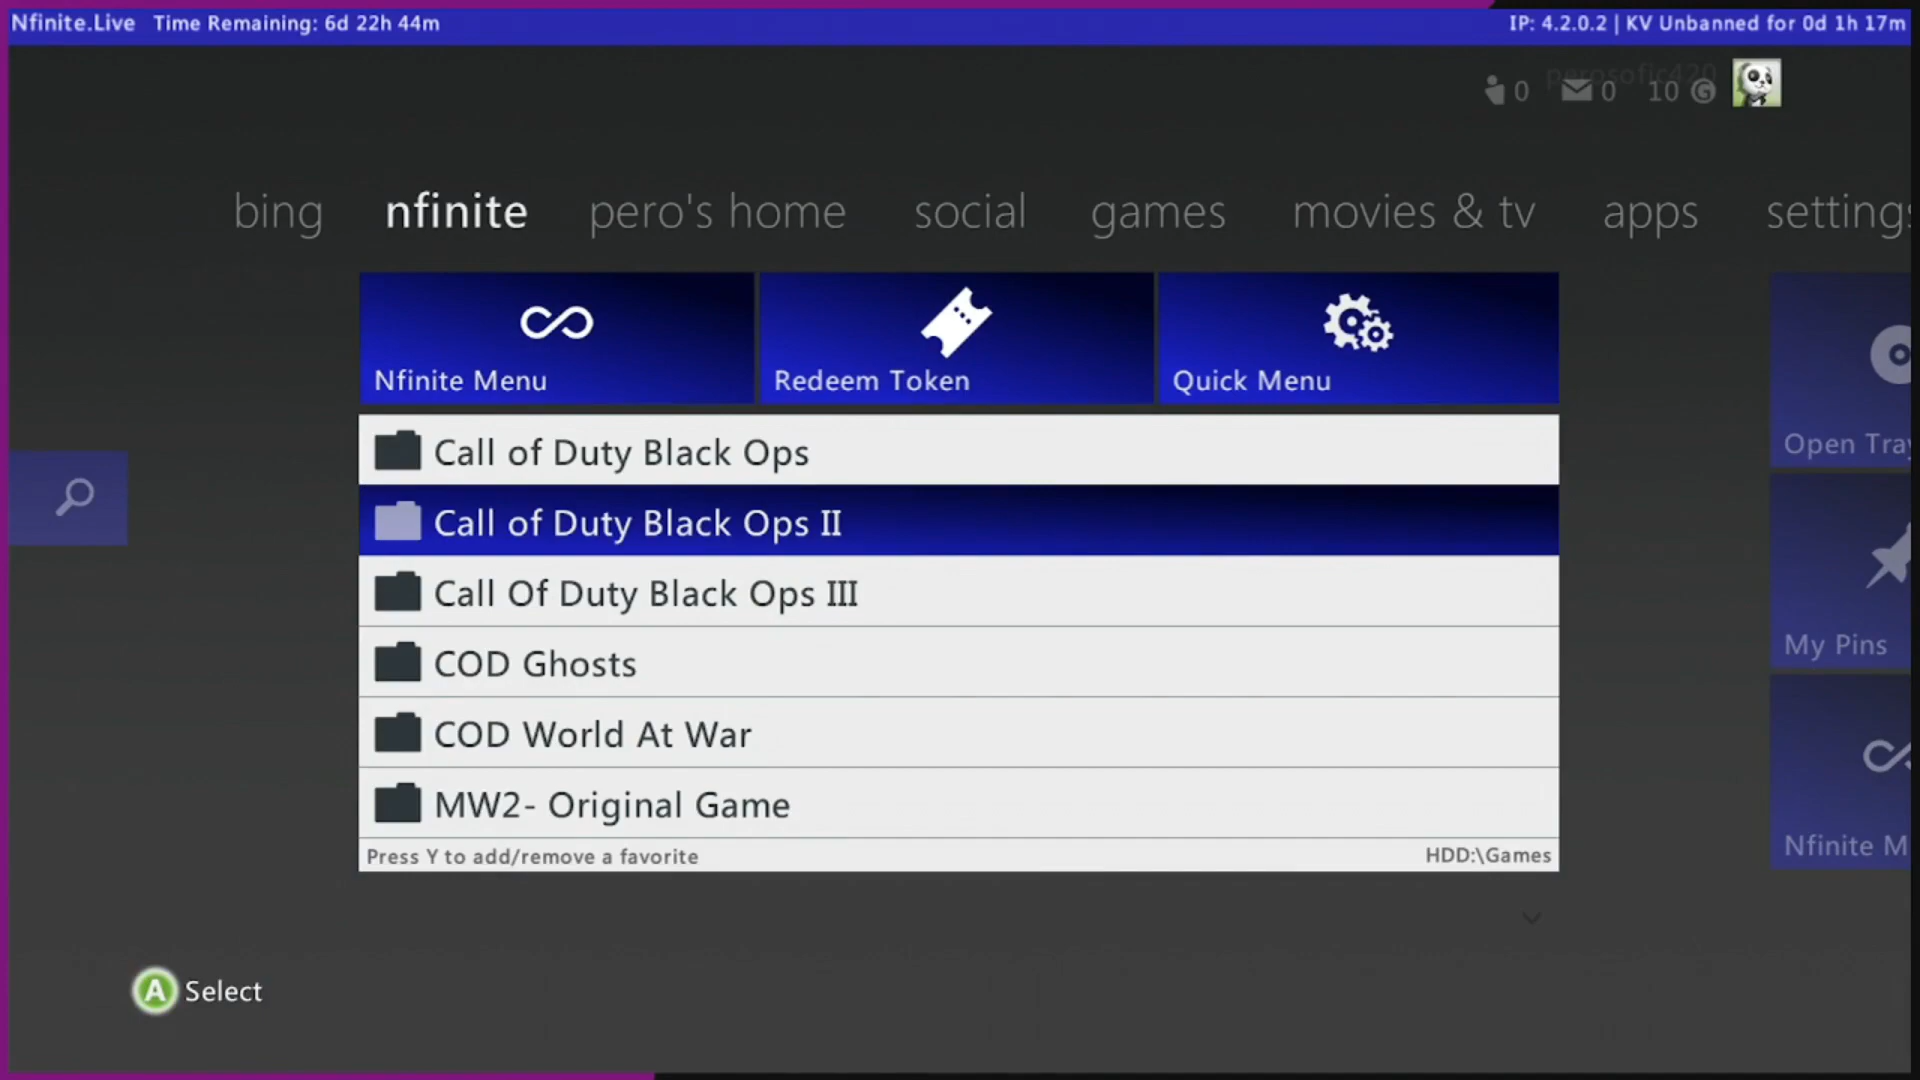 Nfinite.Live Time Remaining: 6d 22h 44m
IP: 4.2.0.2 | KV Unbanned for 0d 1h 17m
0 0 10 G
bing nfinite pero's home social games movies & tv apps settings
Nfinite Menu
Redeem Token
Quick Menu
Open Tray
Call of Duty Black Ops
Call of Duty Black Ops II
Call Of Duty Black Ops III
COD Ghosts
My Pins
COD World At War
MW2- Original Game
Nfinite M
Press Y to add/remove a favorite
HDD:\Games
A Select